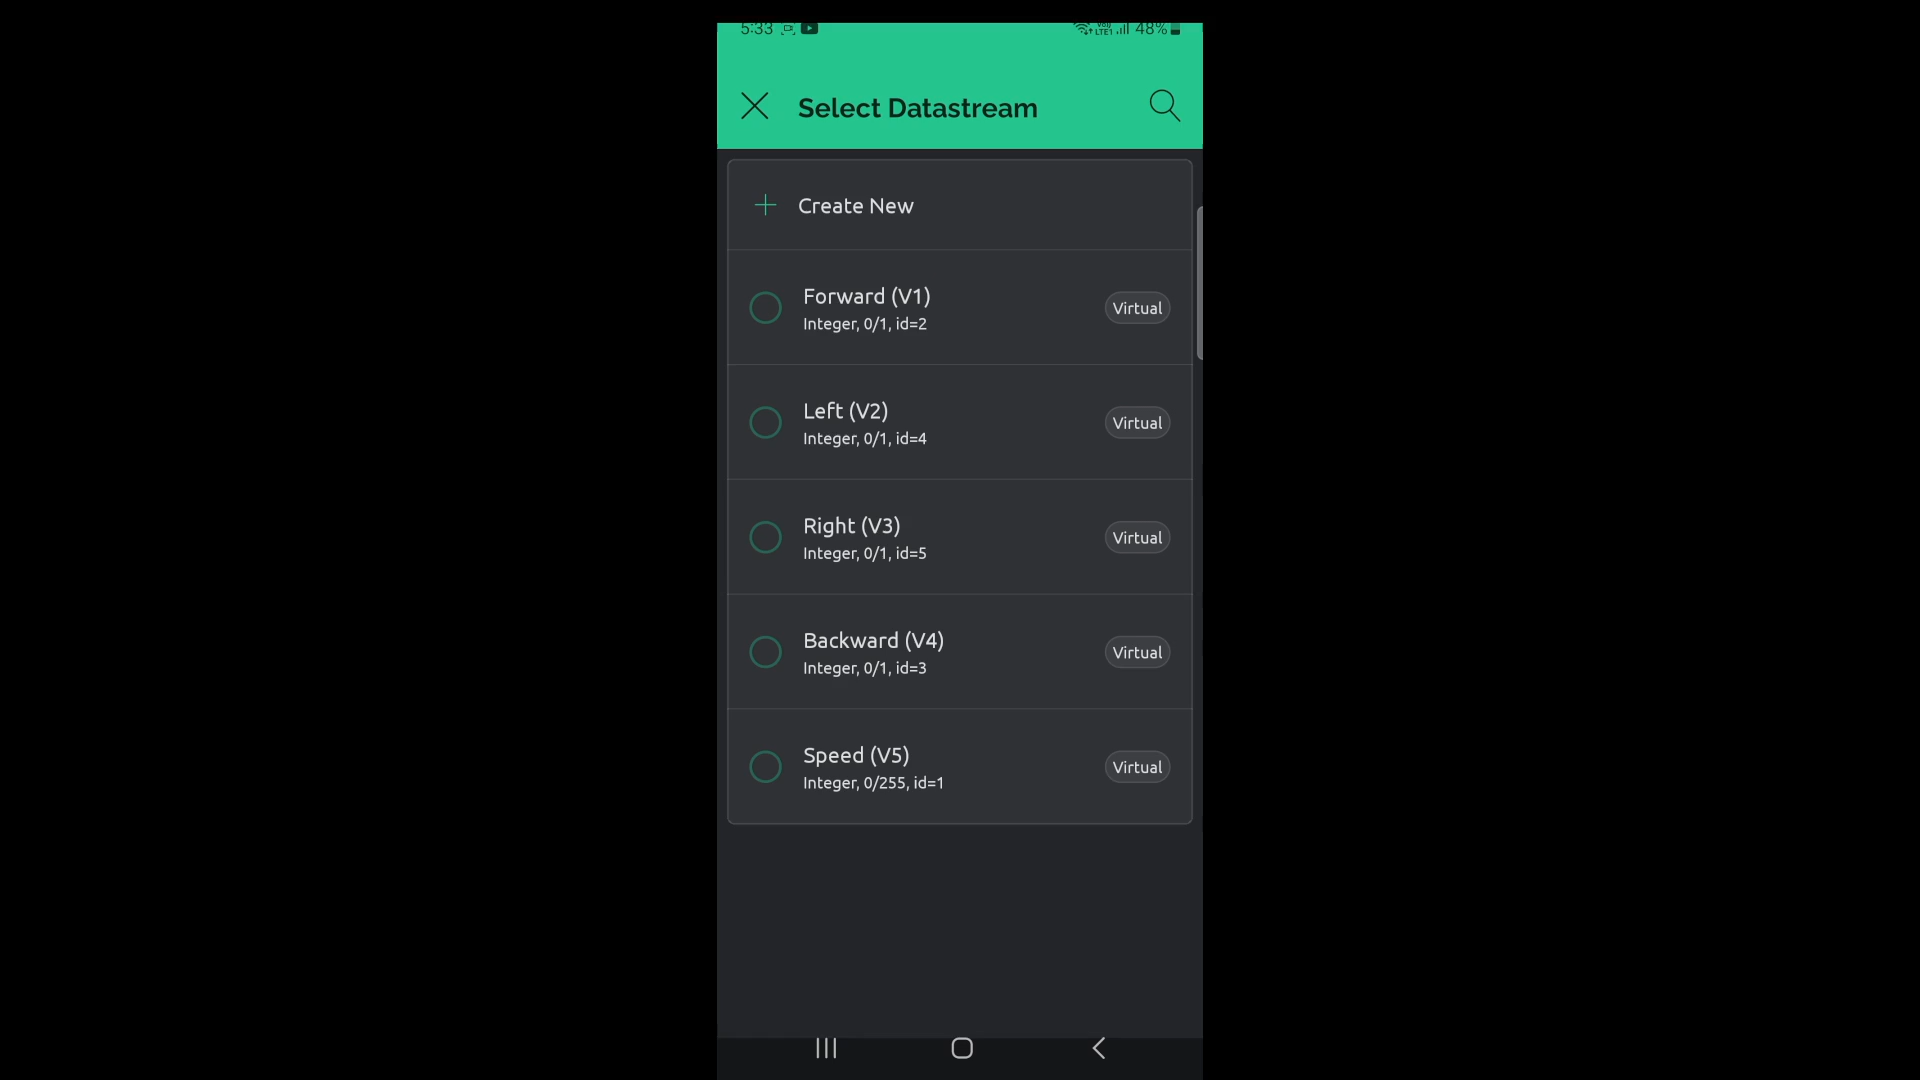 5:33
LTE1 48%
Select Datastream
Create New
Forward (V1)
Integer, 0/1, id=2
Virtual
Left (V2)
Integer, 0/1, id=4
Virtual
Right (V3)
Integer, 0/1, id=5
Virtual
Backward (V4)
Integer, 0/1, id=3
Virtual
Speed (V5)
Integer, 0/255, id=1
Virtual